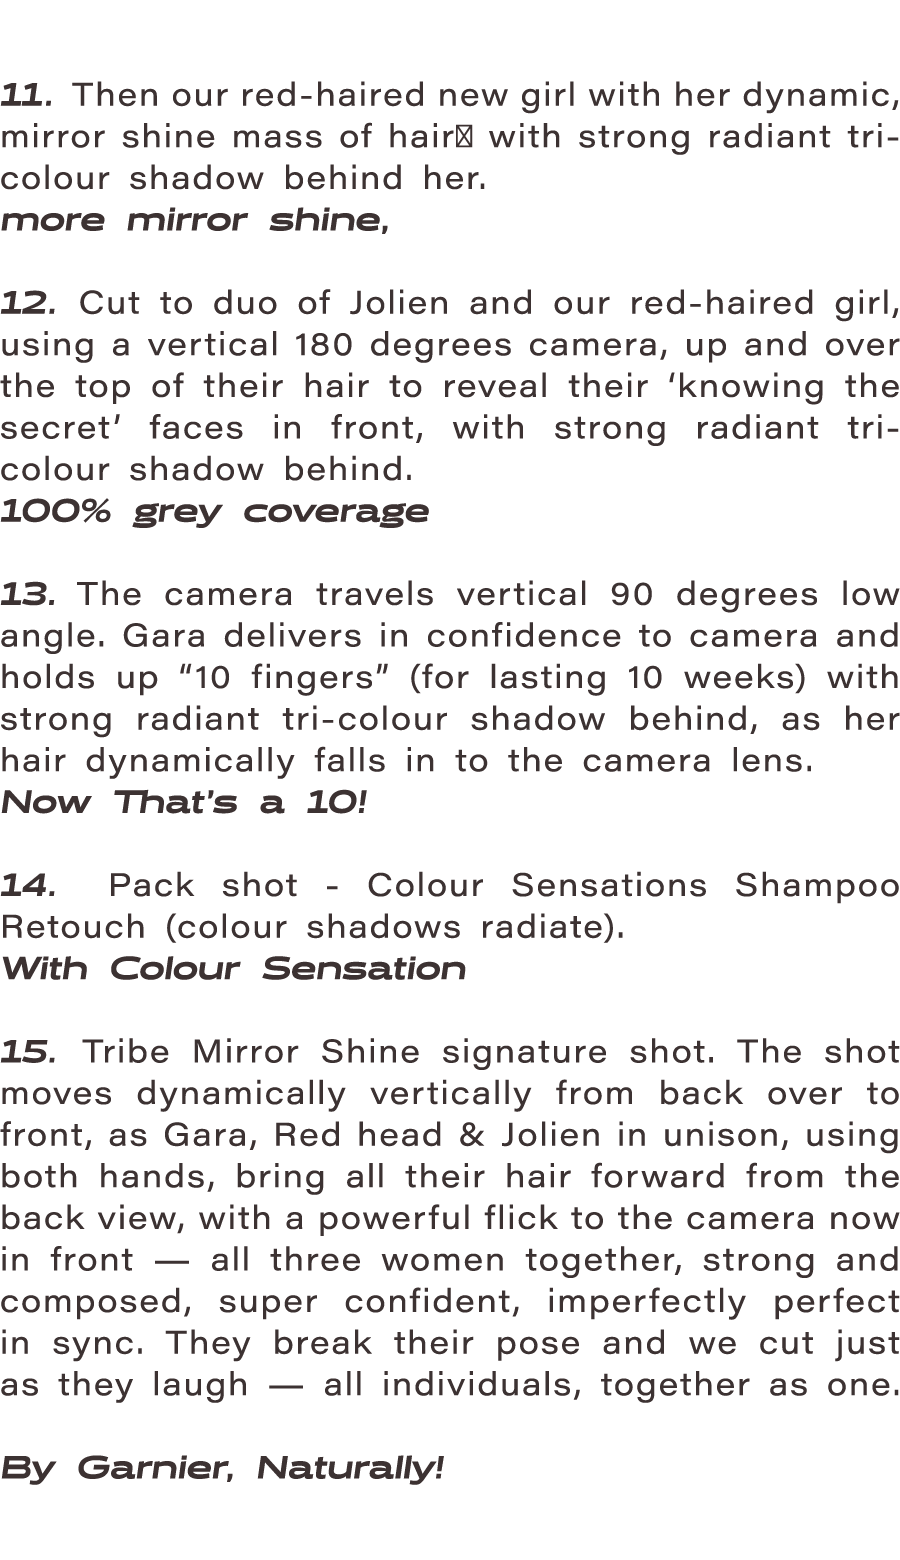 11. Then our red-haired new girl with her dynamic,
mirror shine mass of hair with strong radiant tri-
colour shadow behind her.
more mirror shine,
12. Cut to duo of Jolien and our red-haired girl,
using a vertical 180 degrees camera, up and over
the top of their hair to reveal their ‘knowing the
secret’ faces in front, with strong radiant tri-
colour shadow behind.
100% grey coverage
13. The camera travels vertical 90 degrees low
angle. Gara delivers in confidence to camera and
holds up “10 fingers” (for lasting 10 weeks) with
strong radiant tri-colour shadow behind, as her
hair dynamically falls in to the camera lens.
Now That's a 10!
14. Pack shot - Colour Sensations Shampoo
Retouch (colour shadows radiate).
With Colour Sensation
15. Tribe Mirror Shine signature shot. The shot
moves dynamically vertically from back over to
front, as Gara, Red head & Jolien in unison, using
both hands, bring all their hair forward from the
back view, with a powerful flick to the camera now
in front — all three women together, strong and
composed, super confident, imperfectly perfect
in sync. They break their pose and we cut just
as they laugh — all individuals, together as one.
By Garnier, Naturally!